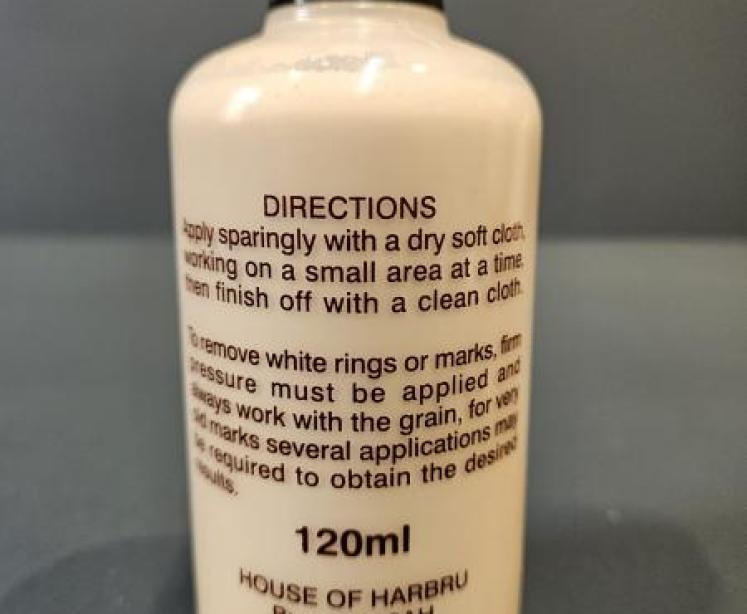 DIRECTIONS
Apply sparingly with a dry soft cloth,
working on a small area at a time,
then finish off with a clean cloth.
To remove white rings or marks, firm
pressure must be applied and
always work with the grain, for very
old marks several applications may
be required to obtain the desired
results.
120ml
HOUSE OF HARBRU